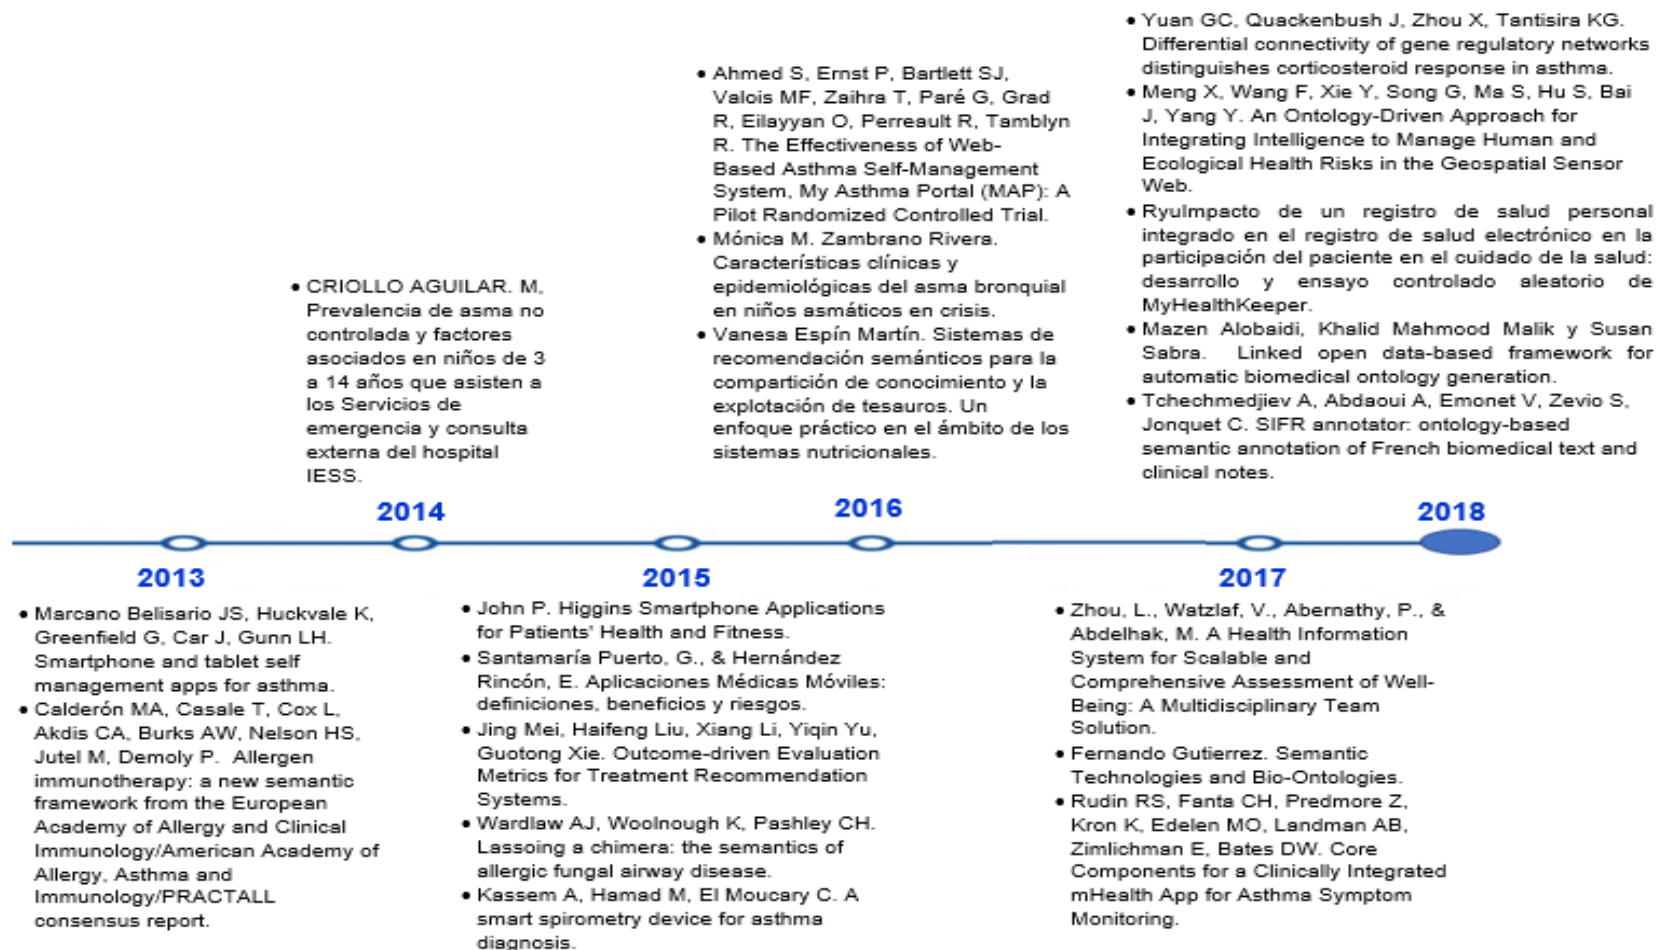 • CRIOLLO AGUILAR. M,
Prevalencia de asma no
controlada y factores
asociados en niños de 3
a 14 años que asisten a
los Servicios de
emergencia y consulta
externa del hospital
IESS.
• Ahmed S, Ernst P, Bartlett SJ,
Valois MF, Zaihra T, Paré G, Grad
R, Eilayyan O, Perreault R, Tamblyn
R. The Effectiveness of Web-
Based Asthma Self-Management
System, My Asthma Portal (MAP): A
Pilot Randomized Controlled Trial.
• Mónica M. Zambrano Rivera.
Características clínicas y
epidemiológicas del asma bronquial
en niños asmáticos en crisis.
• Vanesa Espín Martín. Sistemas de
recomendación semánticos para la
compartición de conocimiento y la
explotación de tesauros. Un
enfoque práctico en el ámbito de los
sistemas nutricionales.
• Yuan GC, Quackenbush J, Zhou X, Tantisira KG.
Differential connectivity of gene regulatory networks
distinguishes corticosteroid response in asthma.
• Meng X, Wang F, Xie Y, Song G, Ma S, Hu S, Bai
J, Yang Y. An Ontology-Driven Approach for
Integrating Intelligence to Manage Human and
Ecological Health Risks in the Geospatial Sensor
Web.
• RyuImpacto de un registro de salud personal
integrado en el registro de salud electrónico en la
participación del paciente en el cuidado de la salud:
desarrollo y ensayo controlado aleatorio de
MyHealthKeeper.
• Mazen Alobaidi, Khalid Mahmood Malik y Susan
Sabra. Linked open data-based framework for
automatic biomedical ontology generation.
• Tchechmedjiev A, Abdaoui A, Emonet V, Zevio S,
Jonquet C. SIFR annotator: ontology-based
semantic annotation of French biomedical text and
clinical notes.
2014
2016
2018
2013
2015
2017
• Marcano Belisario JS, Huckvale K,
Greenfield G, Car J, Gunn LH.
Smartphone and tablet self
management apps for asthma.
• Calderón MA, Casale T, Cox L,
Akdis CA, Burks AW, Nelson HS,
Jutel M, Demoly P. Allergen
immunotherapy: a new semantic
framework from the European
Academy of Allergy and Clinical
Immunology/American Academy of
Allergy, Asthma and
Immunology/PRACTALL
consensus report.
• John P. Higgins Smartphone Applications
for Patients' Health and Fitness.
• Santamaría Puerto, G., & Hernández
Rincón, E. Aplicaciones Médicas Móviles:
definiciones, beneficios y riesgos.
• Jing Mei, Haifeng Liu, Xiang Li, Yiqin Yu,
Guotong Xie. Outcome-driven Evaluation
Metrics for Treatment Recommendation
Systems.
• Wardlaw AJ, Woolnough K, Pashley CH.
Lassoing a chimera: the semantics of
allergic fungal airway disease.
• Kassem A, Hamad M, El Moucary C. A
smart spirometry device for asthma
diagnosis.
• Zhou, L., Watzlaf, V., Abernathy, P., &
Abdelhak, M. A Health Information
System for Scalable and
Comprehensive Assessment of Well-
Being: A Multidisciplinary Team
Solution.
• Fernando Gutierrez. Semantic
Technologies and Bio-Ontologies.
• Rudin RS, Fanta CH, Predmore Z,
Kron K, Edelen MO, Landman AB,
Zimlichman E, Bates DW. Core
Components for a Clinically Integrated
mHealth App for Asthma Symptom
Monitoring.